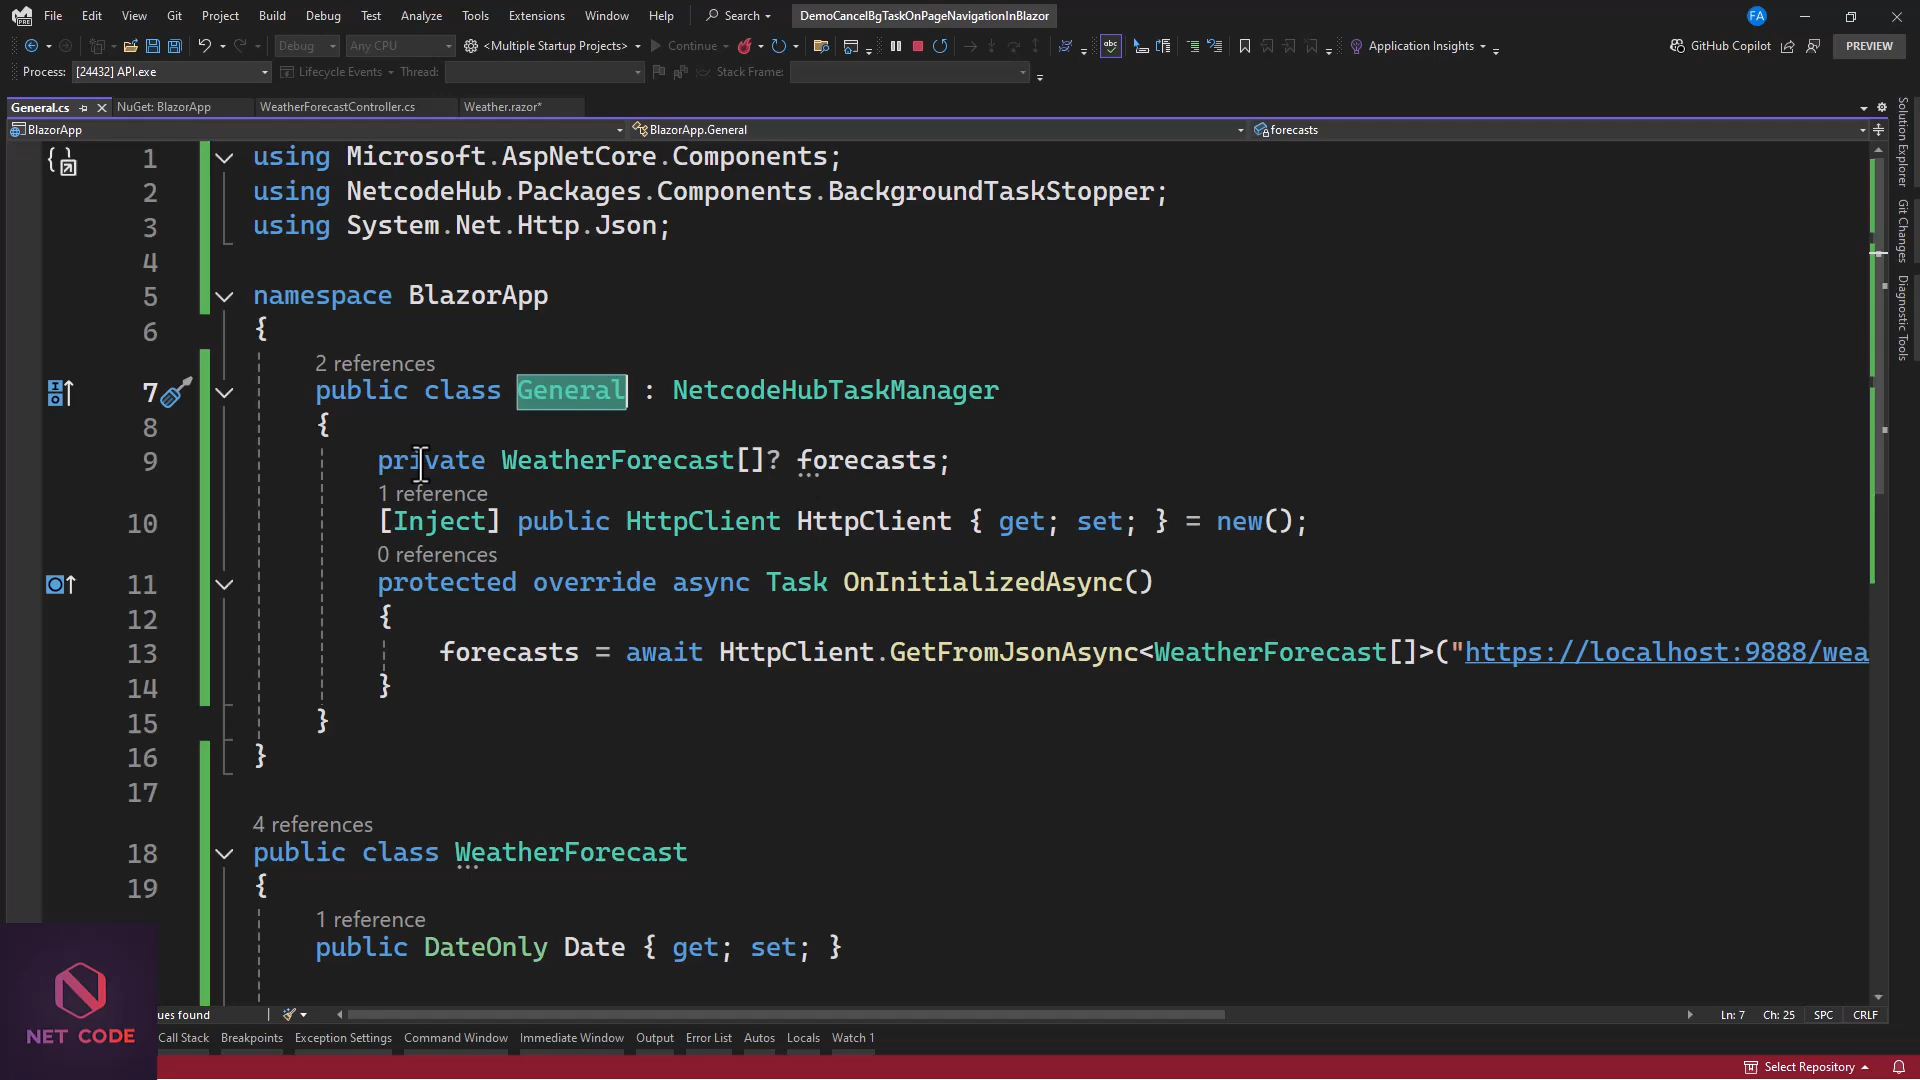 File Edit View Git Project Build Debug Test Analyze Tools Extensions Window Help Search DemoCancelBgTaskOnPageNavigationInBlazor FA
Debug Any CPU <Multiple Startup Projects> Continue Application Insights GitHub Copilot PREVIEW
Process: [24432] API.exe Lifecycle Events Thread: Stack Frame:
General.cs NuGet: BlazorApp WeatherForecastController.cs Weather.razor*
BlazorApp BlazorApp.General forecasts
1 using Microsoft.AspNetCore.Components;
2 using NetcodeHub.Packages.Components.BackgroundTaskStopper;
3 using System.Net.Http.Json;
4
5 namespace BlazorApp
6 {
2 references
7 public class General : NetcodeHubTaskManager
8 {
9 private WeatherForecast[]? forecasts;
1 reference
10 [Inject] public HttpClient HttpClient { get; set; } = new();
0 references
11 protected override async Task OnInitializedAsync()
12 {
13 forecasts = await HttpClient.GetFromJsonAsync<WeatherForecast[]>("https://localhost:9888/wea
14 }
15 }
16 }
17
4 references
18 public class WeatherForecast
19 {
1 reference
public DateOnly Date { get; set; }
Solution Explorer
Git Changes
Diagnostic Tools
NET CODE
ues found Ln: 7 Ch: 25 SPC CRLF
Call Stack Breakpoints Exception Settings Command Window Immediate Window Output Error List Autos Locals Watch 1
Select Repository